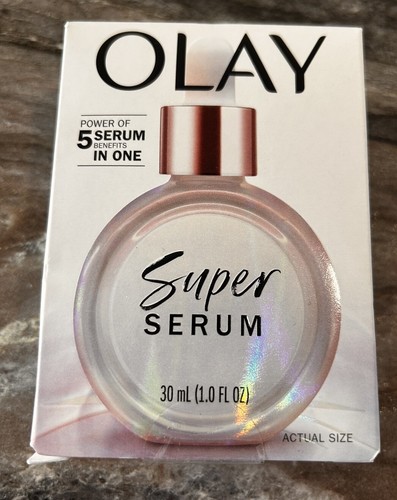 OLAY
POWER OF
5 SERUM
BENEFITS
IN ONE
Super
SERUM
30 mL (1.0 FL OZ)
ACTUAL SIZE